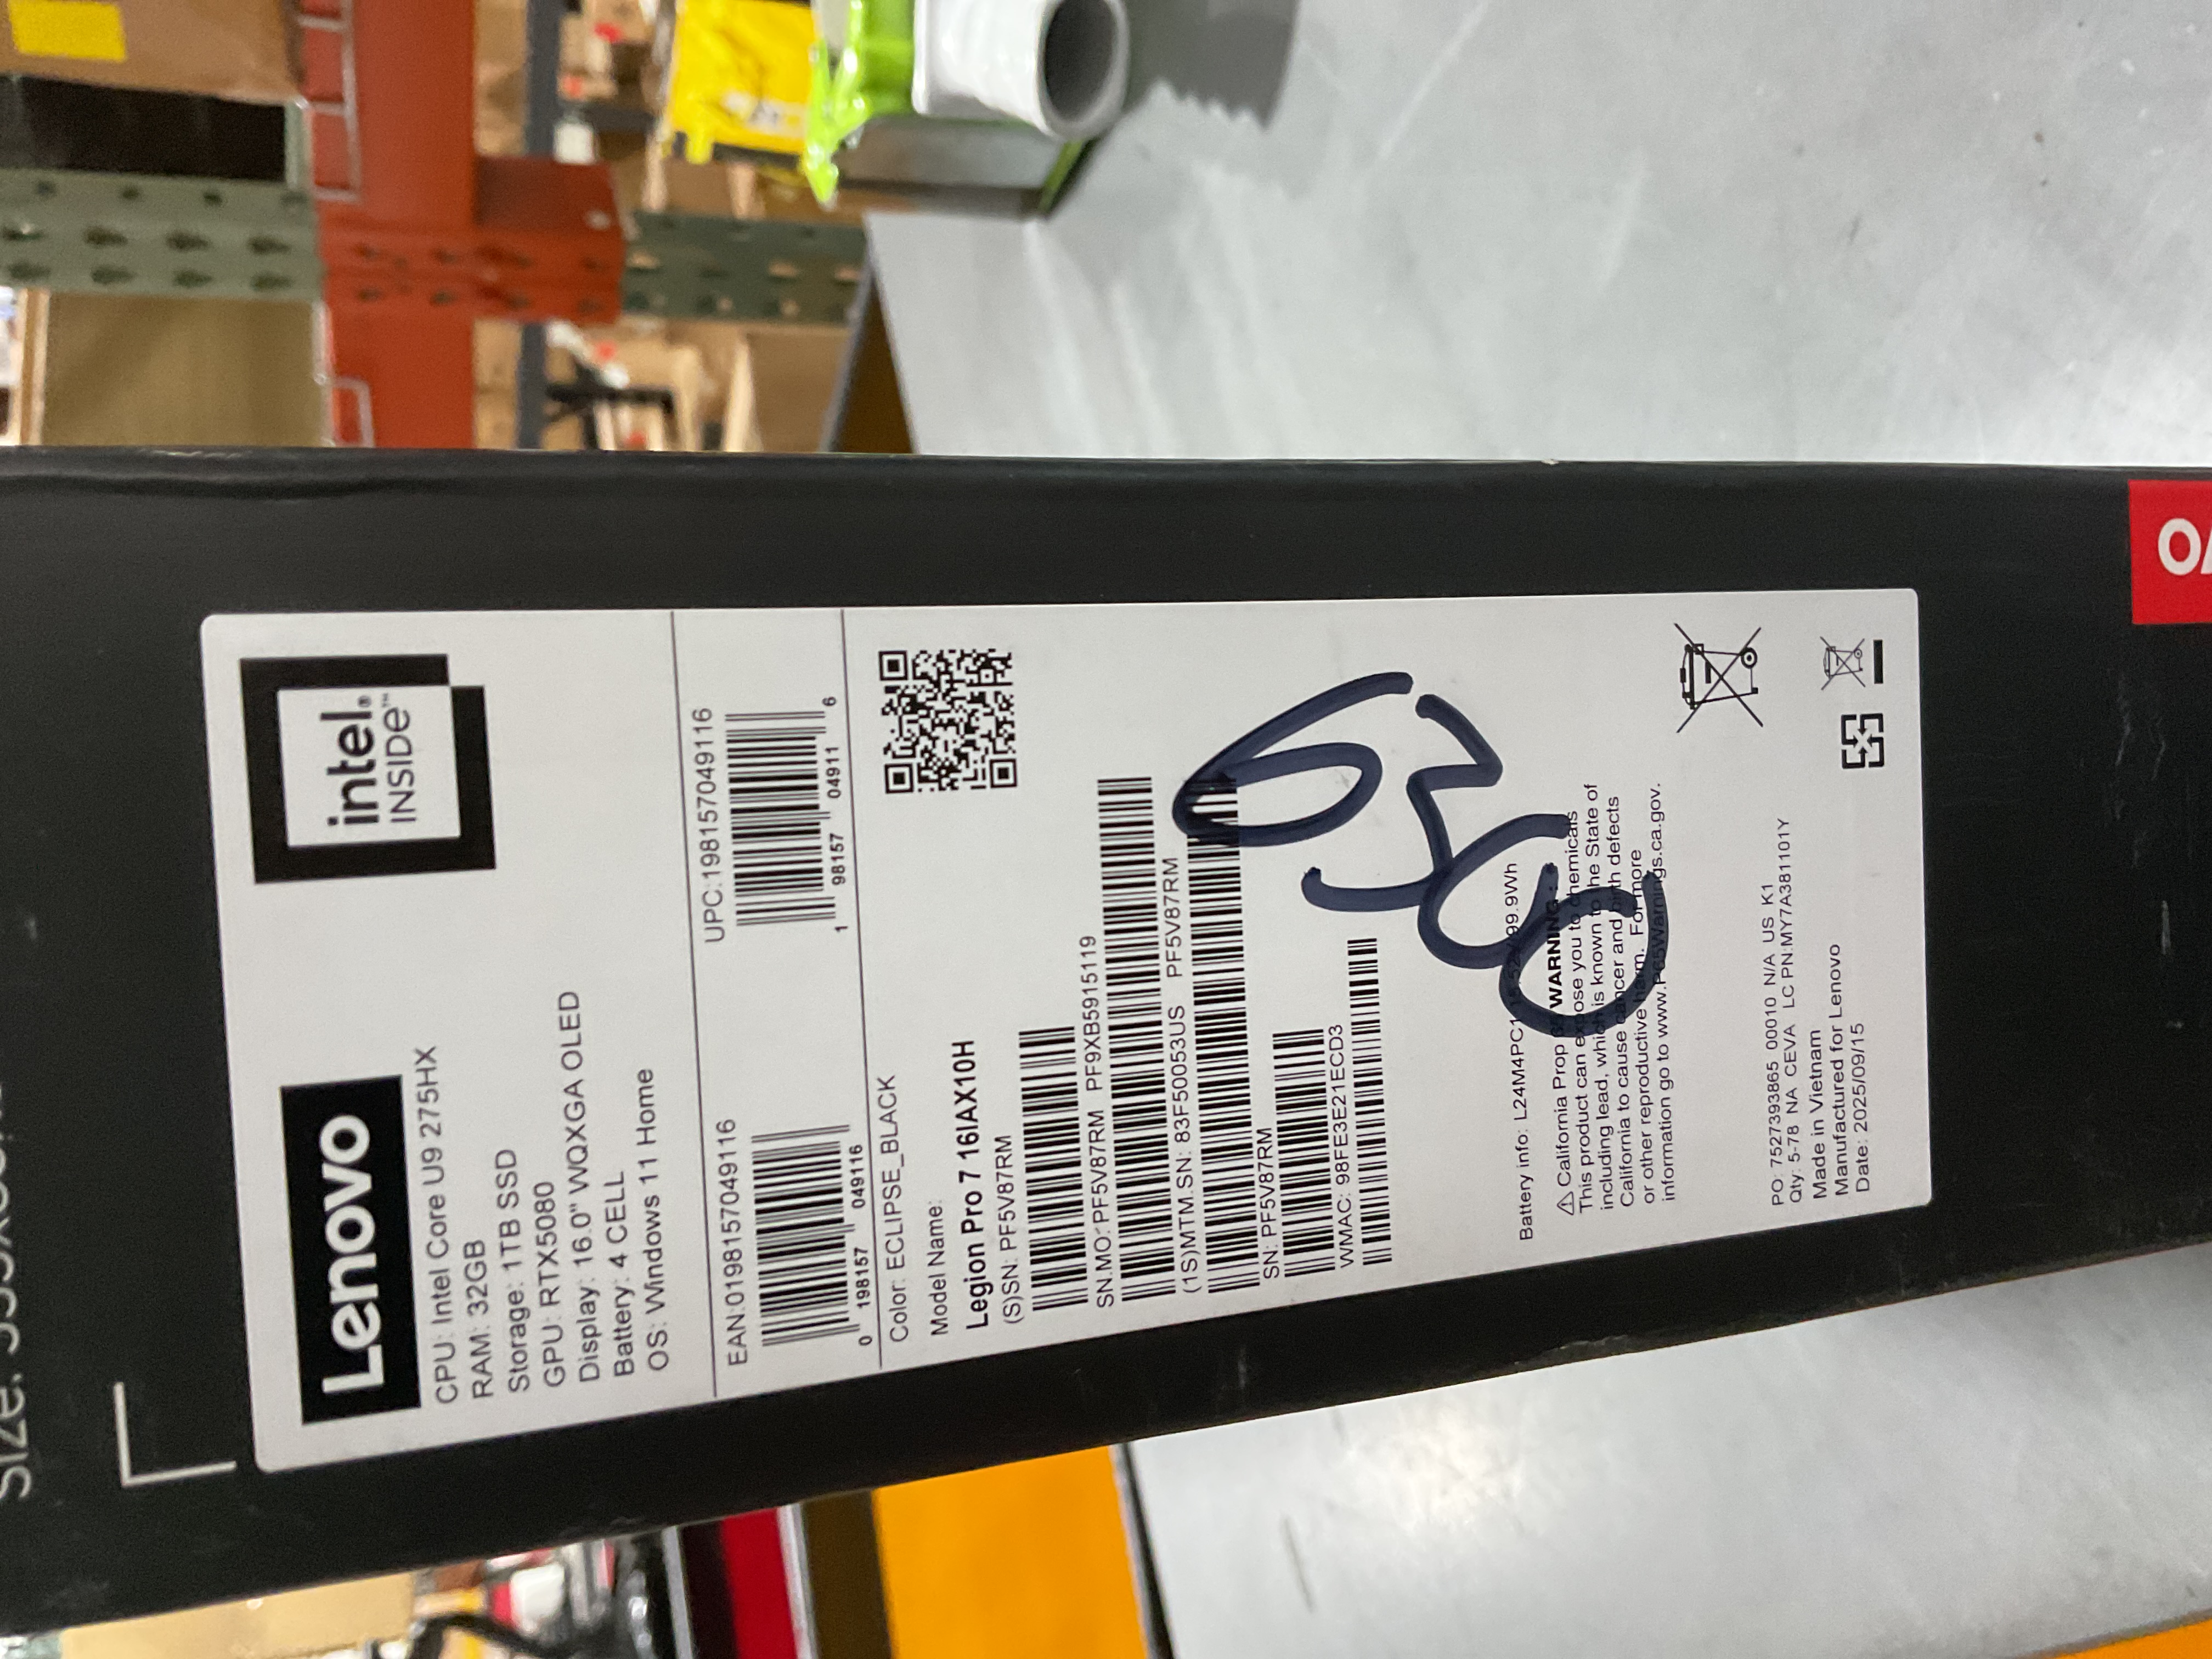 Lenovo
intel®
INSIDE™
CPU: Intel Core U9 275HX
RAM: 32GB
Storage: 1TB SSD
GPU: RTX5080
Display: 16.0" WQXGA OLED
Battery: 4 CELL
OS: Windows 11 Home
EAN:0198157049116
UPC:198157049116
0 198157 049116
1 98157 04911 6
Color: ECLIPSE_BLACK
Model Name:
Legion Pro 7 16IAX10H
(S)SN: PF5V87RM
SN.MO: PF5V87RM PF9XB5915119
(1S)MTM.SN: 83F50053US PF5V87RM
SN: PF5V87RM
WMAC: 98FE3E21ECD3
630
Battery info: L24M4PC1 99.9Wh
⚠ California Prop WARNING
This product can expose you to chemicals
including lead, which is known to the State of
California to cause cancer and birth defects
or other reproductive harm. For more
information go to www.P65Warnings.ca.gov.
PO: 7527393865 00010 N/A US K1
Qty: 5-78 NA CEVA LC PN:MY7A381101Y
Made in Vietnam
Manufactured for Lenovo
Date: 2025/09/15